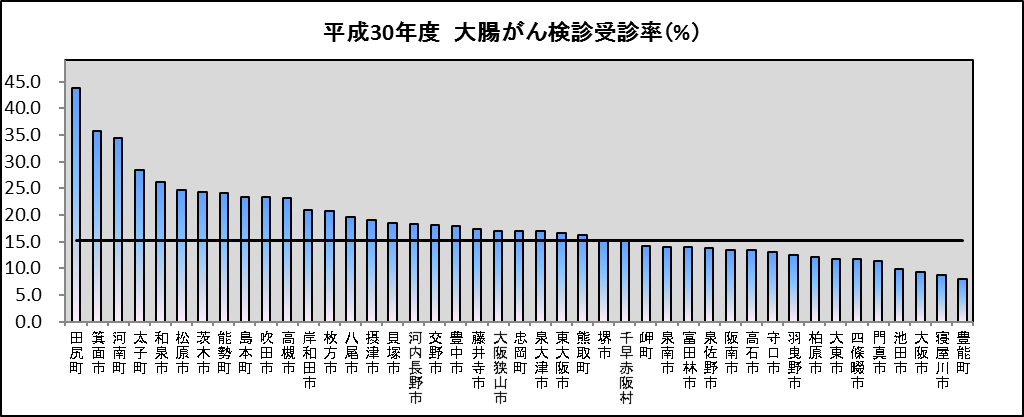 平成30年度 大腸がん検診受診率(%)
45.0
40.0
35.0
30.0
25.0
20.0
15.0
10.0
5.0
0.0
田尻町
箕面市
河南町
太子町
和泉市
松原市
茨木市
能勢町
島本町
吹田市
高槻市
岸和田市
枚方市
八尾市
摂津市
貝塚市
河内長野市
交野市
豊中市
藤井寺市
大阪狭山市
忠岡町
泉大津市
東大阪市
熊取町
堺市
千早赤阪村
岬町
泉南市
富田林市
泉佐野市
阪南市
高石市
守口市
羽曳野市
柏原市
大東市
四條畷市
門真市
池田市
大阪市
寝屋川市
豊能町